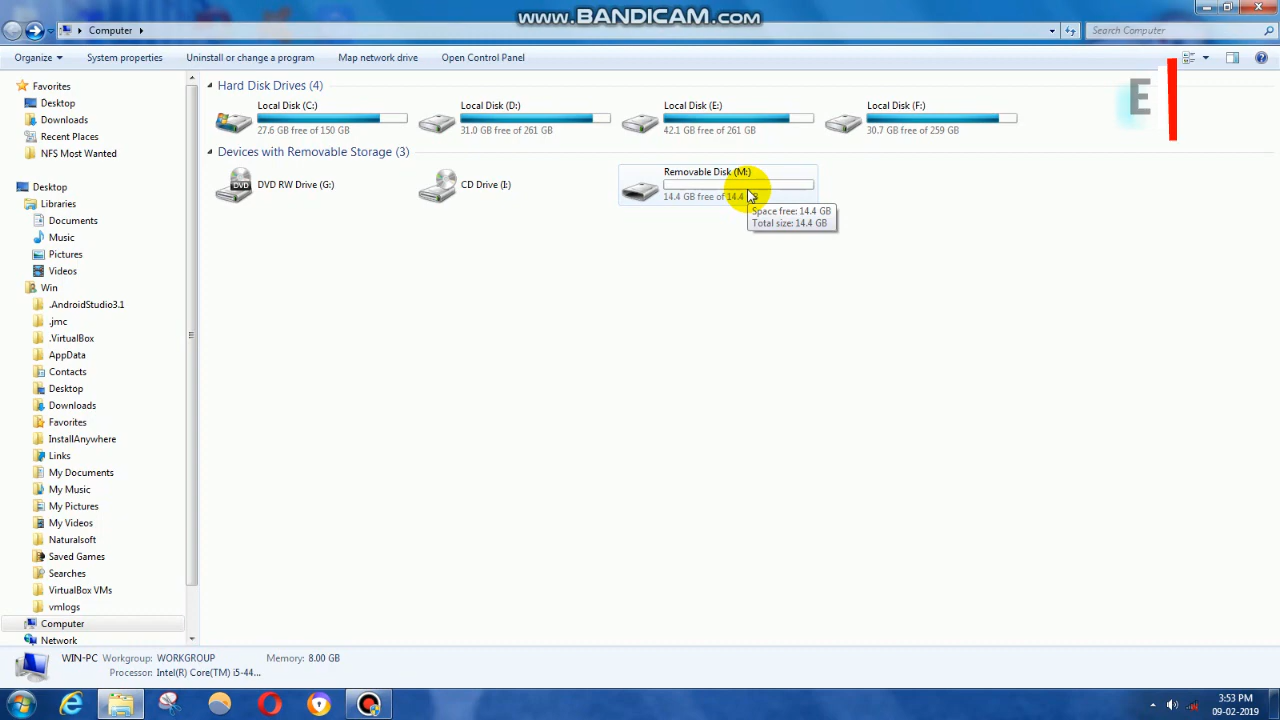 www.BANDICAM.com
Computer
Search Computer
Organize
System properties
Uninstall or change a program
Map network drive
Open Control Panel
E
Favorites
Desktop
Downloads
Recent Places
NFS Most Wanted
Desktop
Libraries
Documents
Music
Pictures
Videos
Win
.AndroidStudio3.1
.jmc
.VirtualBox
AppData
Contacts
Desktop
Downloads
Favorites
InstallAnywhere
Links
My Documents
My Music
My Pictures
My Videos
Naturalsoft
Saved Games
Searches
VirtualBox VMs
vmlogs
Computer
Network
Hard Disk Drives (4)
Local Disk (C:)
27.6 GB free of 150 GB
Local Disk (D:)
31.0 GB free of 261 GB
Local Disk (E:)
42.1 GB free of 261 GB
Local Disk (F:)
30.7 GB free of 259 GB
Devices with Removable Storage (3)
DVD
DVD RW Drive (G:)
CD Drive (I:)
Removable Disk (M:)
14.4 GB free of 14.4
Space free: 14.4 GB
Total size: 14.4 GB
WIN-PC Workgroup: WORKGROUP Memory: 8.00 GB
Processor: Intel(R) Core(TM) i5-44...
3:53 PM
09-02-2019